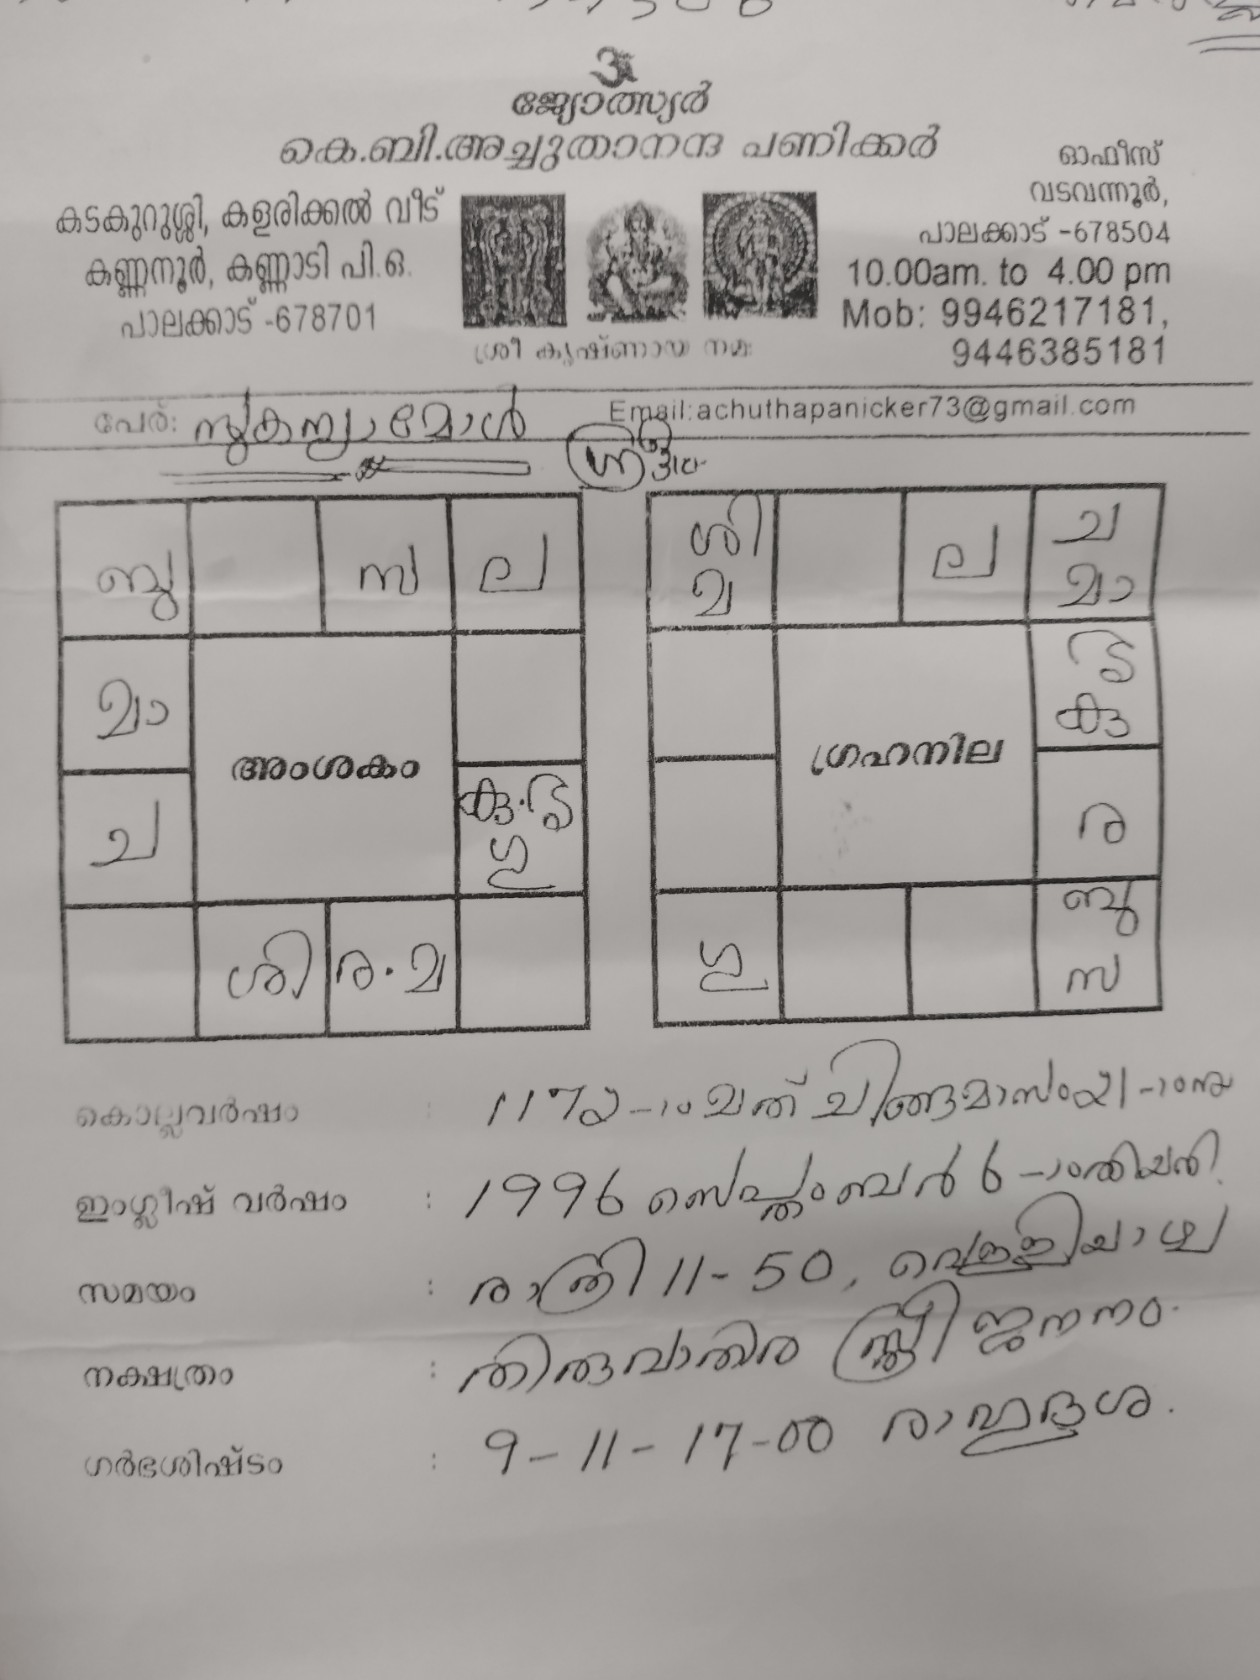 ജ്യോത്സ്യർ
കെ.ബി.അച്ചുതാനന്ദ പണിക്കർ
കടകുറുശ്ശി, കളരിക്കൽ വീട്
കണ്ണനൂർ, കണ്ണാടി പി.ഒ.
പാലക്കാട് -678701
ശ്രീ കൃഷ്ണായ നമ:
ഓഫീസ്
വടവന്നൂർ,
പാലക്കാട് -678504
10.00am. to 4.00 pm
Mob: 9946217181,
9446385181
പേര്: സുകന്യാമോൾ
Email:achuthapanicker73@gmail.com
ബു സ ല
മാ
ച
അംശകം
കു.ശു
ഗു
ശി ര.മ
ശി
മ
ല
ച
മാ
ശു
കു
ഗ്രഹനില
ര
ഗു
ബു
സ
കൊല്ലവർഷം : 1172-ാമത് ചിങ്ങമാസം 21-ാംനു
ഇംഗ്ലീഷ് വർഷം : 1996 സെപ്തംബർ 6-ാംതിയതി.
സമയം : രാത്രി 11-50, വെള്ളിയാഴ്ച
നക്ഷത്രം : തിരുവാതിര സ്ത്രീ ജനനം.
ഗർഭശിഷ്ടം : 9-11-17-00 രാഹുദശ.